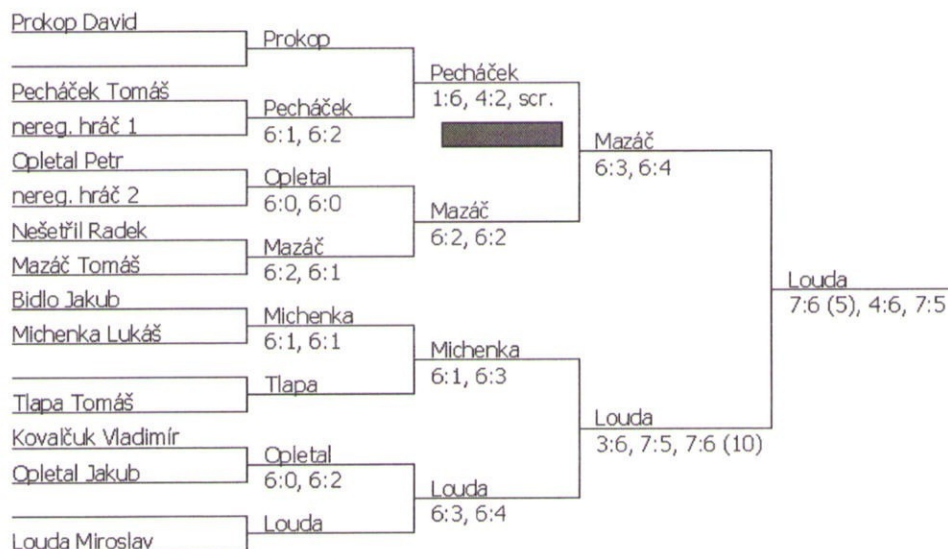 Prokop David
Pecháček Tomáš
nereg. hráč 1
Opletal Petr
nereg. hráč 2
Nešetřil Radek
Mazáč Tomáš
Bidlo Jakub
Michenka Lukáš
Tlapa Tomáš
Kovalčuk Vladimír
Opletal Jakub
Louda Miroslav
Prokop
Pecháček
6:1, 6:2
Opletal
6:0, 6:0
Mazáč
6:2, 6:1
Michenka
6:1, 6:1
Tlapa
Opletal
6:0, 6:2
Louda
Pecháček
1:6, 4:2, scr.
Mazáč
6:2, 6:2
Michenka
6:1, 6:3
Louda
6:3, 6:4
Mazáč
6:3, 6:4
Louda
3:6, 7:5, 7:6 (10)
Louda
7:6 (5), 4:6, 7:5